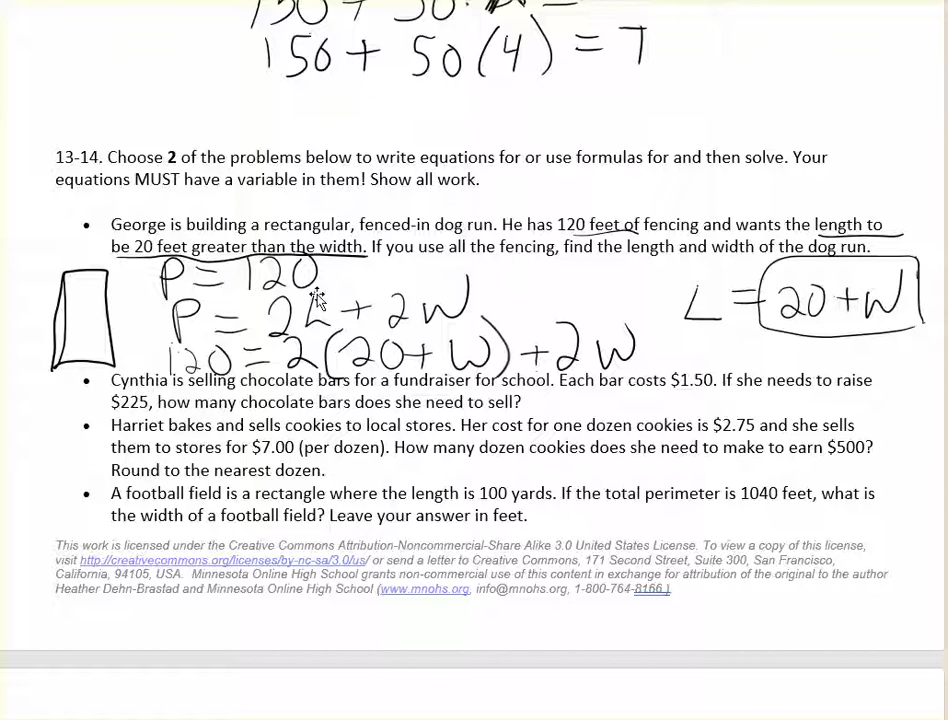 150 + 50
150 + 50(4) = T
13-14. Choose 2 of the problems below to write equations for or use formulas for and then solve. Your
equations MUST have a variable in them! Show all work.
• George is building a rectangular, fenced-in dog run. He has 120 feet of fencing and wants the length to
be 20 feet greater than the width. If you use all the fencing, find the length and width of the dog run.
P = 120
P = 2L + 2W
L = 20 + W
120 = 2(20 + W) + 2W
• Cynthia is selling chocolate bars for a fundraiser for school. Each bar costs $1.50. If she needs to raise
$225, how many chocolate bars does she need to sell?
• Harriet bakes and sells cookies to local stores. Her cost for one dozen cookies is $2.75 and she sells
them to stores for $7.00 (per dozen). How many dozen cookies does she need to make to earn $500?
Round to the nearest dozen.
• A football field is a rectangle where the length is 100 yards. If the total perimeter is 1040 feet, what is
the width of a football field? Leave your answer in feet.
This work is licensed under the Creative Commons Attribution-Noncommercial-Share Alike 3.0 United States License. To view a copy of this license,
visit http://creativecommons.org/licenses/by-nc-sa/3.0/us/ or send a letter to Creative Commons, 171 Second Street, Suite 300, San Francisco,
California, 94105, USA. Minnesota Online High School grants non-commercial use of this content in exchange for attribution of the original to the author
Heather Dehn-Brastad and Minnesota Online High School (www.mnohs.org, info@mnohs.org, 1-800-764-8166.)